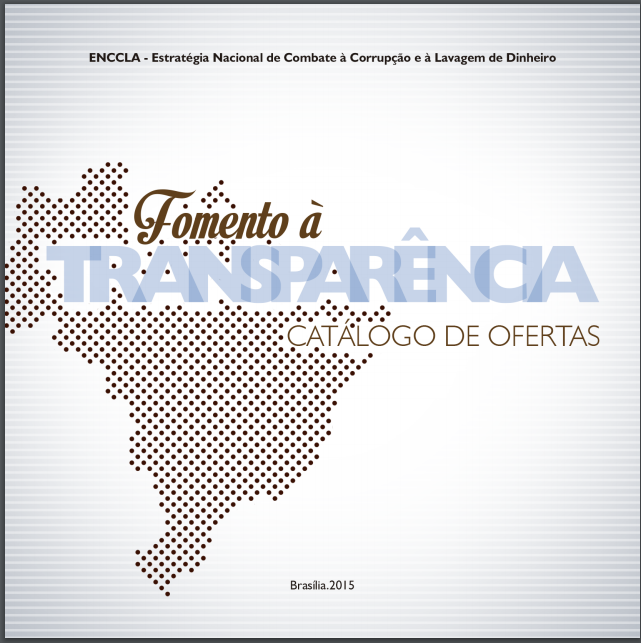 ENCCLA - Estratégia Nacional de Combate à Corrupção e à Lavagem de Dinheiro
Fomento à
TRANSPARÊNCIA
CATÁLOGO DE OFERTAS
Brasília.2015